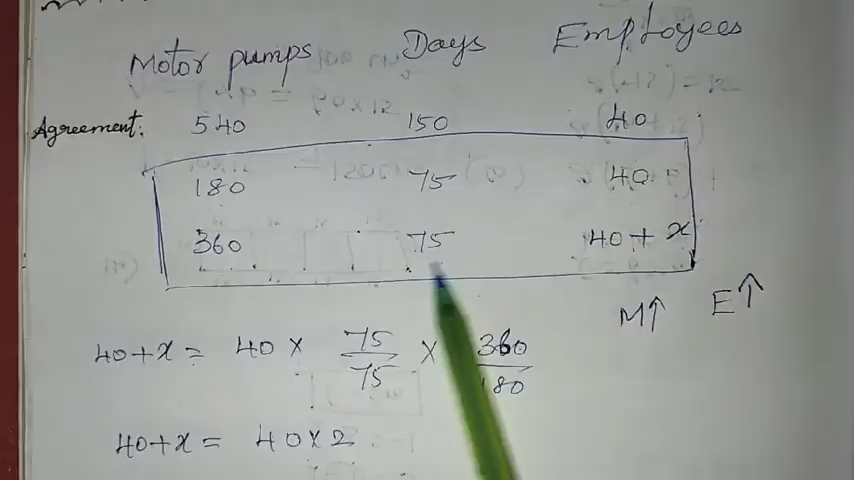 Motor pumps Days Employees
Agreement: 540 150 40
180 75 40
360 75 40 + x
M↑ E↑
40+x = 40 × 75/75 × 360/180
40+x = 40×2